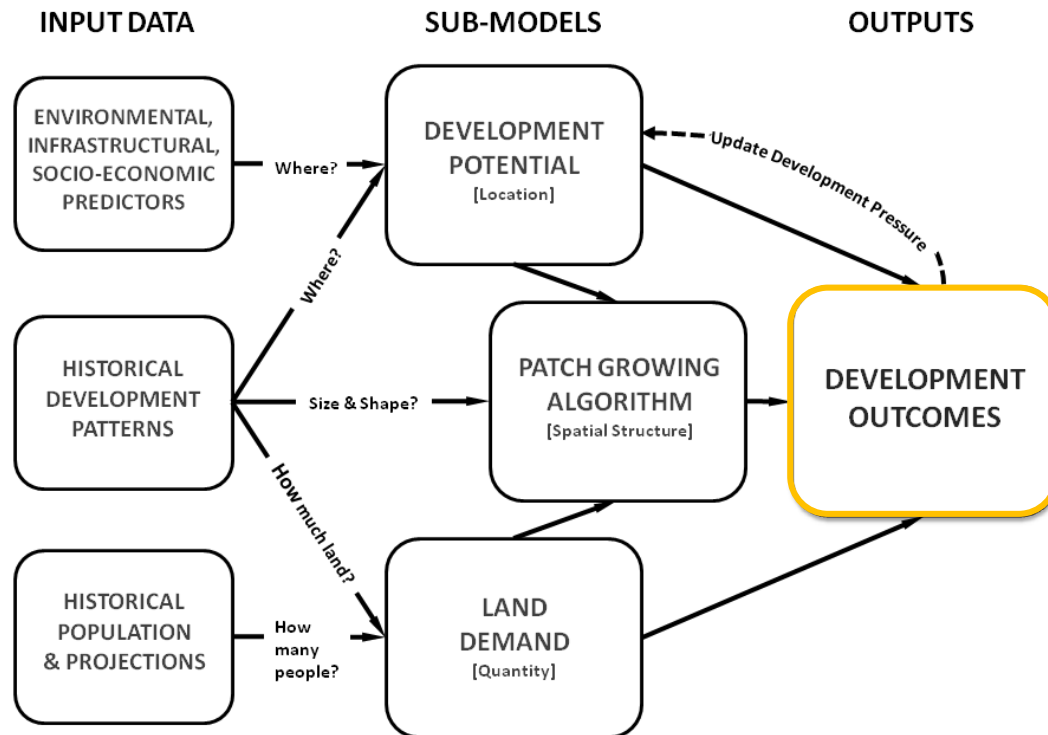 INPUT DATA
SUB-MODELS
OUTPUTS
ENVIRONMENTAL,
INFRASTRUCTURAL,
SOCIO-ECONOMIC
PREDICTORS
Where?
DEVELOPMENT
POTENTIAL
[Location]
Update Development Pressure
Where?
HISTORICAL
DEVELOPMENT
PATTERNS
Size & Shape?
PATCH GROWING
ALGORITHM
[Spatial Structure]
DEVELOPMENT
OUTCOMES
How much land?
HISTORICAL
POPULATION
& PROJECTIONS
How
many
people?
LAND
DEMAND
[Quantity]